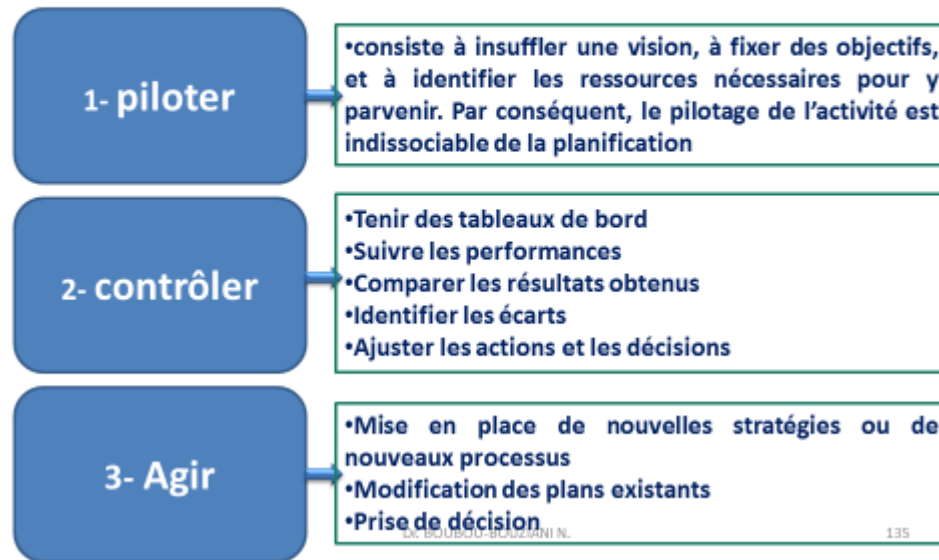 1- piloter
•consiste à insuffler une vision, à fixer des objectifs,
et à identifier les ressources nécessaires pour y
parvenir. Par conséquent, le pilotage de l'activité est
indissociable de la planification
2- contrôler
•Tenir des tableaux de bord
•Suivre les performances
•Comparer les résultats obtenus
•Identifier les écarts
•Ajuster les actions et les décisions
3- Agir
•Mise en place de nouvelles stratégies ou de
nouveaux processus
•Modification des plans existants
•Prise de décision
Dr. BOUBOU-BOUZIANI N.
135